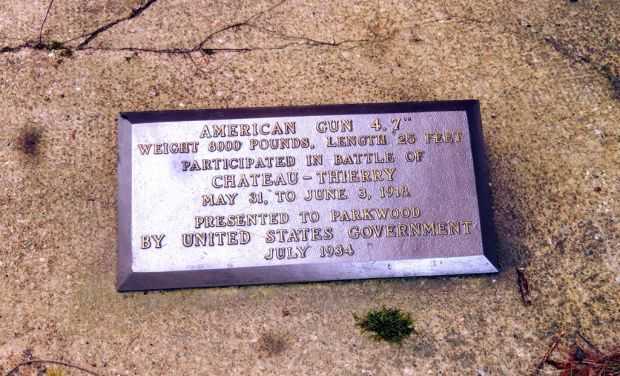 AMERICAN GUN 4.7"
WEIGHT 8000 POUNDS, LENGTH 25 FEET
PARTICIPATED IN BATTLE OF
CHATEAU-THIERRY
MAY 31, TO JUNE 3, 1918
PRESENTED TO PARKWOOD
BY UNITED STATES GOVERNMENT
JULY 1934